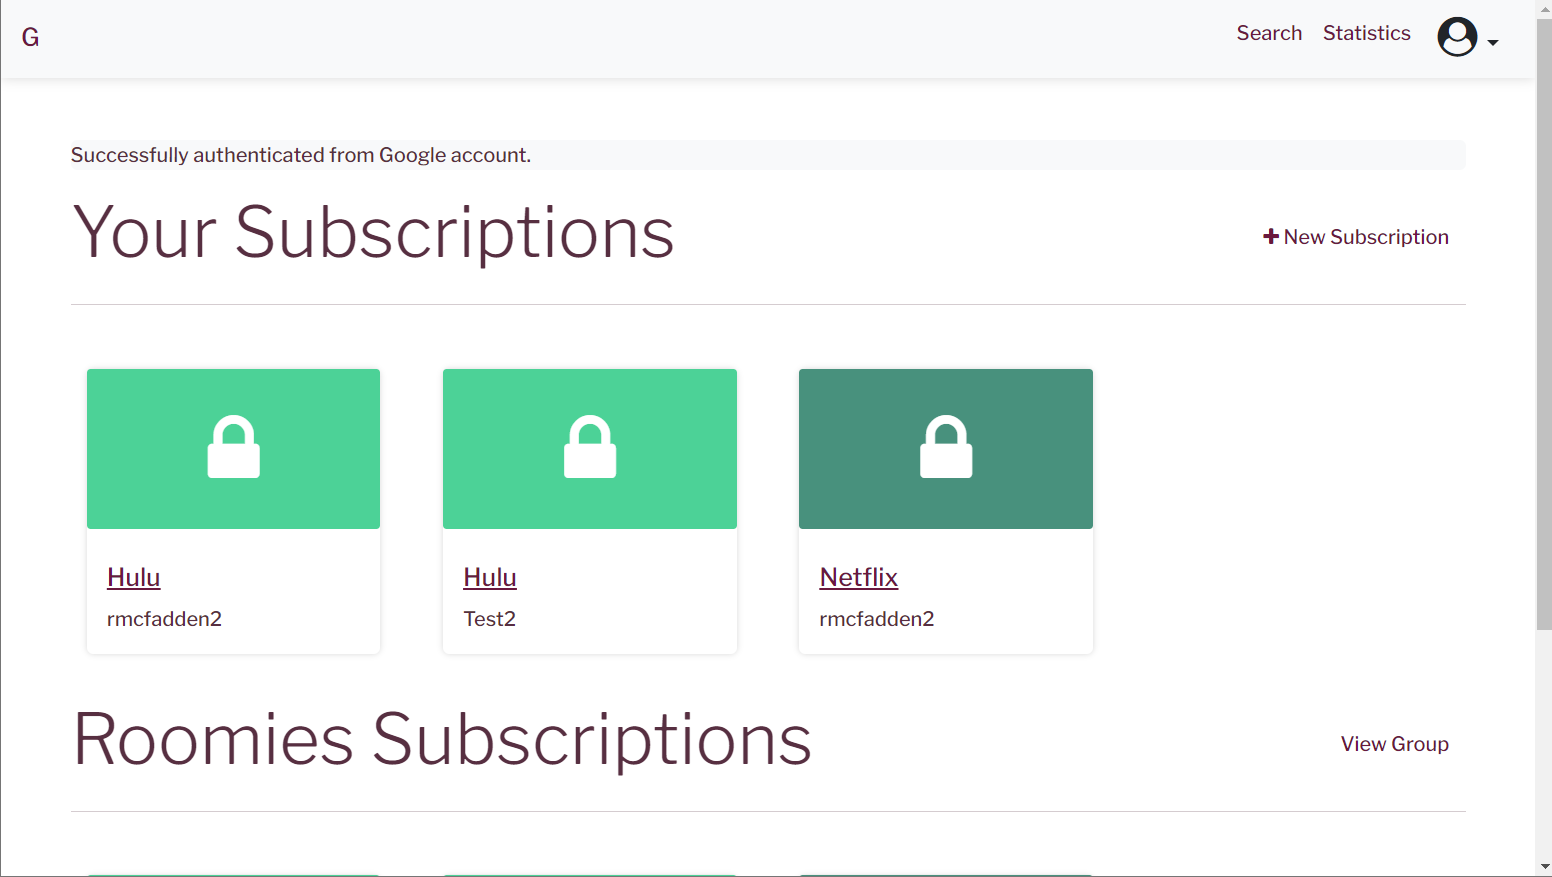 G
Search Statistics
Successfully authenticated from Google account.
Your Subscriptions
New Subscription
Hulu
rmcfadden2
Hulu
Test2
Netflix
rmcfadden2
Roomies Subscriptions
View Group